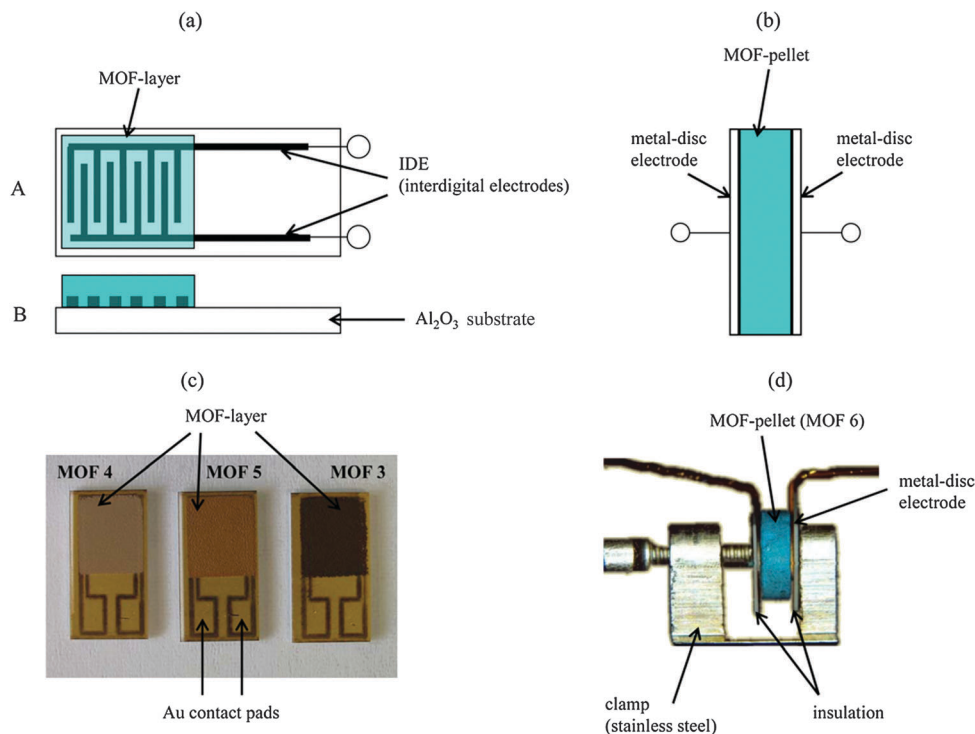 (a)
MOF-layer
A
IDE
(interdigital electrodes)
B
Al₂O₃ substrate
(b)
MOF-pellet
metal-disc
electrode
metal-disc
electrode
(c)
MOF-layer
MOF 4
MOF 5
MOF 3
Au contact pads
(d)
MOF-pellet (MOF 6)
metal-disc
electrode
clamp
(stainless steel)
insulation